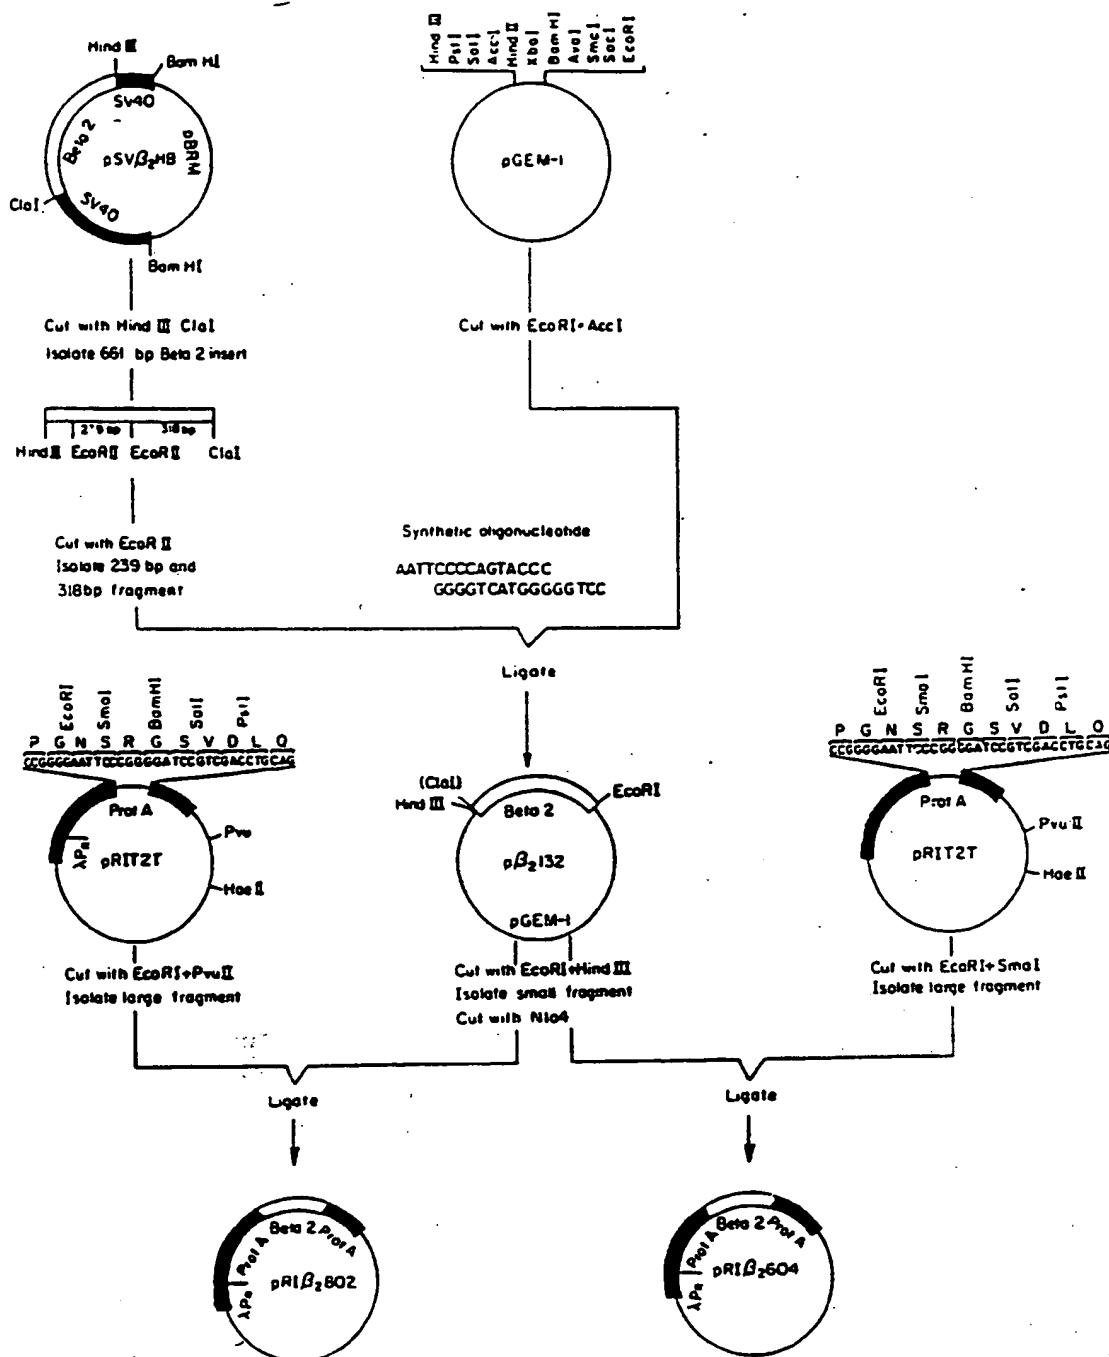 Hind III
Bam HI
SV40
Beta 2
pSVβ₂HB
pBRM
ClaI
SV40
Bam HI
Hind III
PstI
SalI
AccI
Hind II
XbaI
BamHI
AvaI
SmaI
SacI
EcoRI
pGEM-1
Cut with Hind III ClaI
Isolate 661 bp Beta 2 insert
Cut with EcoRI+AccI
318bp
Hind III EcoRII EcoRII ClaI
Cut with EcoR II
Isolate 239 bp and
318bp fragment
Synthetic oligonucleotide
AATTCCCCAGTACCC
GGGGTCATGGGGGTCC
Ligate
EcoRI
SmaI
BamHI
SalI
PstI
P G N S R G S V D L Q
Prot A
λPR
pRIT2T
Pvu
Hae II
Cut with EcoRI+PvuII
Isolate large fragment
(ClaI)
Hind III
EcoRI
Beta 2
pβ₂132
pGEM-1
Cut with EcoRI+Hind III
Isolate small fragment
Cut with Nla4
EcoRI
SmaI
BamHI
SalI
PstI
P G N S R G S V D L Q
Prot A
pRIT2T
Pvu II
Hae II
Cut with EcoRI+SmaI
Isolate large fragment
Ligate
Ligate
λPR
Prot A
Beta 2
Prot A
pRIβ₂802
λPR
Prot A
Beta 2
Prot A
pRIβ₂604